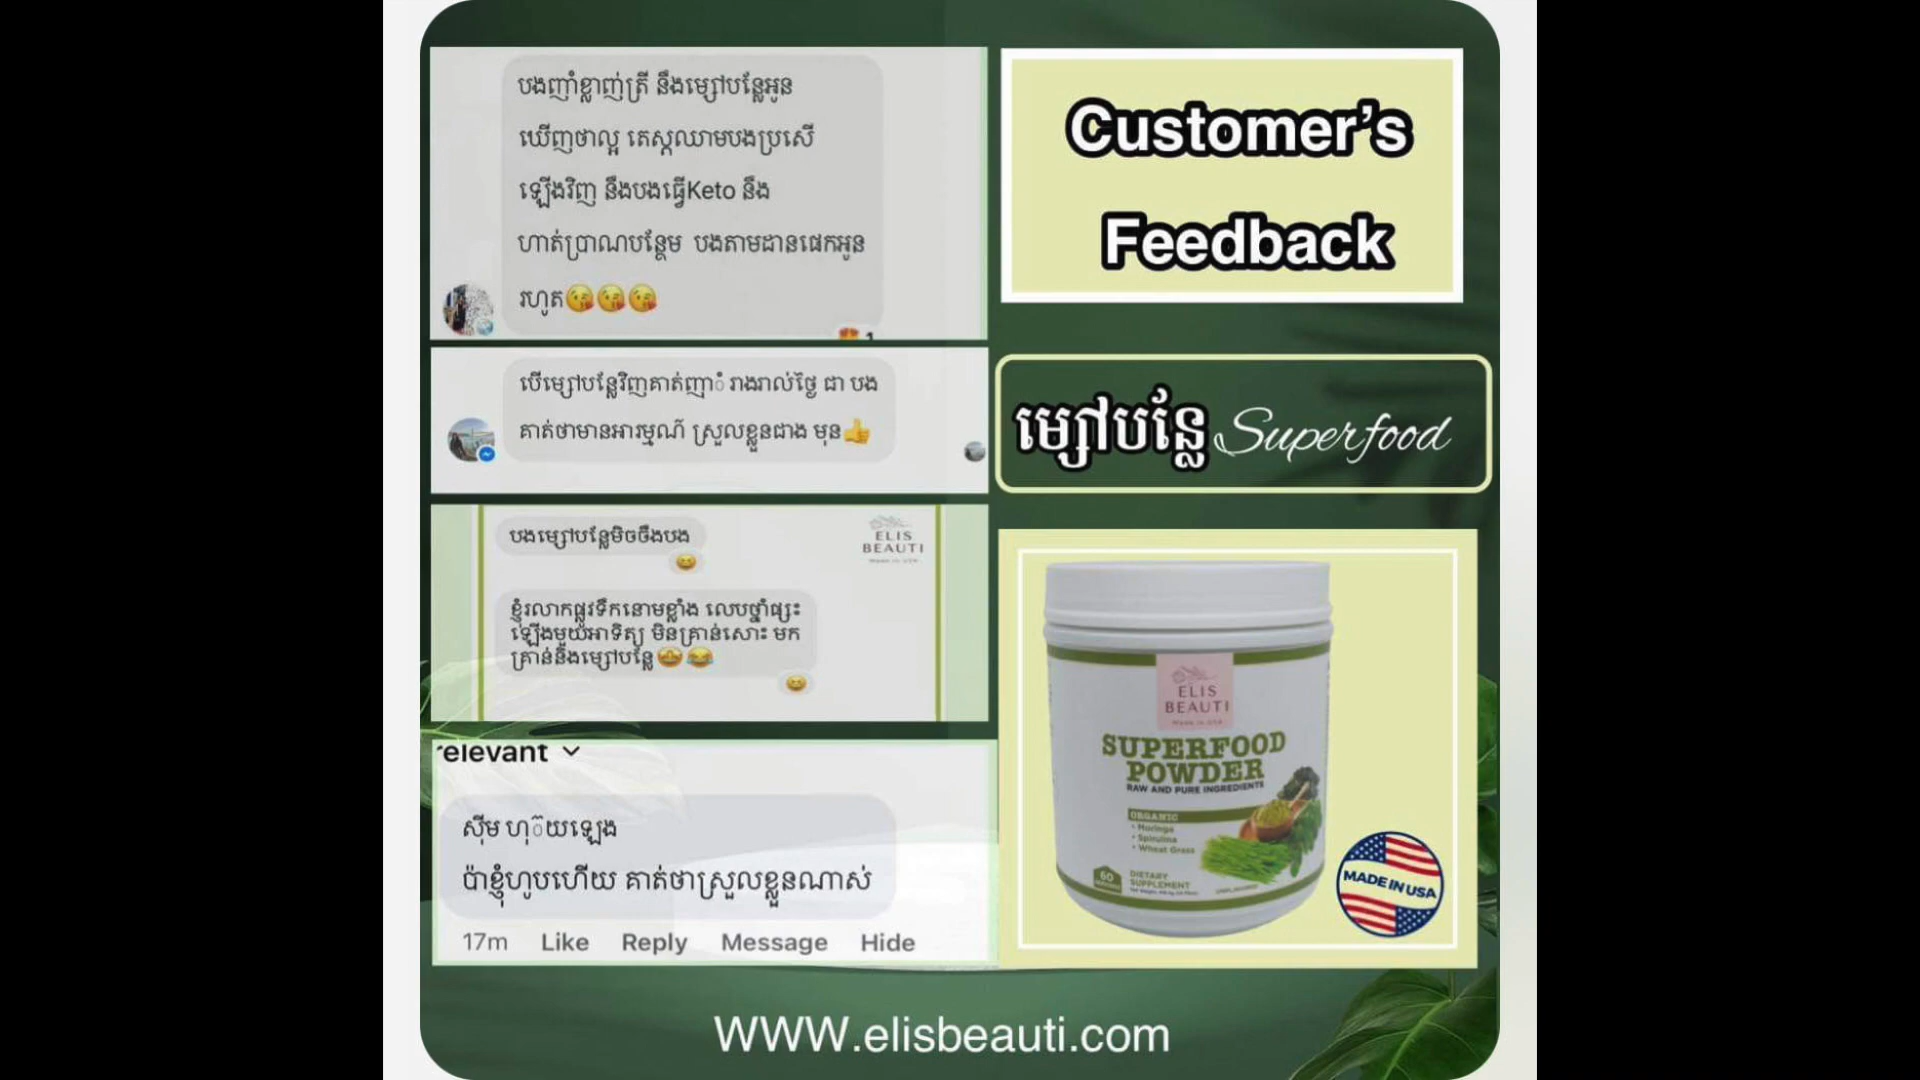 បងញាំខ្លាញ់ត្រី នឹងម្សៅបន្លែអូន
ឃើញថាល្អ តេស្តឈាមបងប្រសើ
ឡើងវិញ នឹងបងធ្វើKeto នឹង
ហាត់ប្រាណបន្ថែម បងតាមដានផេកអូន
រហូត😘😘😘
1
បើម្សៅបន្លែវិញគាត់ញាំ រាងរាល់ថ្ងៃ ជា បង
គាត់ថាមានអារម្មណ៍ ស្រួលខ្លួនជាង មុន👍
បងម្សៅបន្លែមិចចឹងបង
😄
ELIS
BEAUTI
Made in USA
ខ្ញុំរលាកផ្លូវទឹកនោមខ្លាំង លេបថ្នាំផ្សះ
ឡើងមួយអាទិត្យ មិនគ្រាន់សោះ មក
គ្រាន់នឹងម្សៅបន្លែ🤩😂
😄
relevant
ស៊ីម ហុ៊យឡេង
ប៉ាខ្ញុំហូបហើយ គាត់ថាស្រួលខ្លួនណាស់
17m Like Reply Message Hide
Customer's
Feedback
ម្សៅបន្លែ Superfood
ELIS
BEAUTI
Made in USA
SUPERFOOD
POWDER
RAW AND PURE INGREDIENTS
ORGANIC
• Moringa
• Spirulina
• Wheat Grass
60
DIETARY
SUPPLEMENT
MADE IN USA
WWW.elisbeauti.com